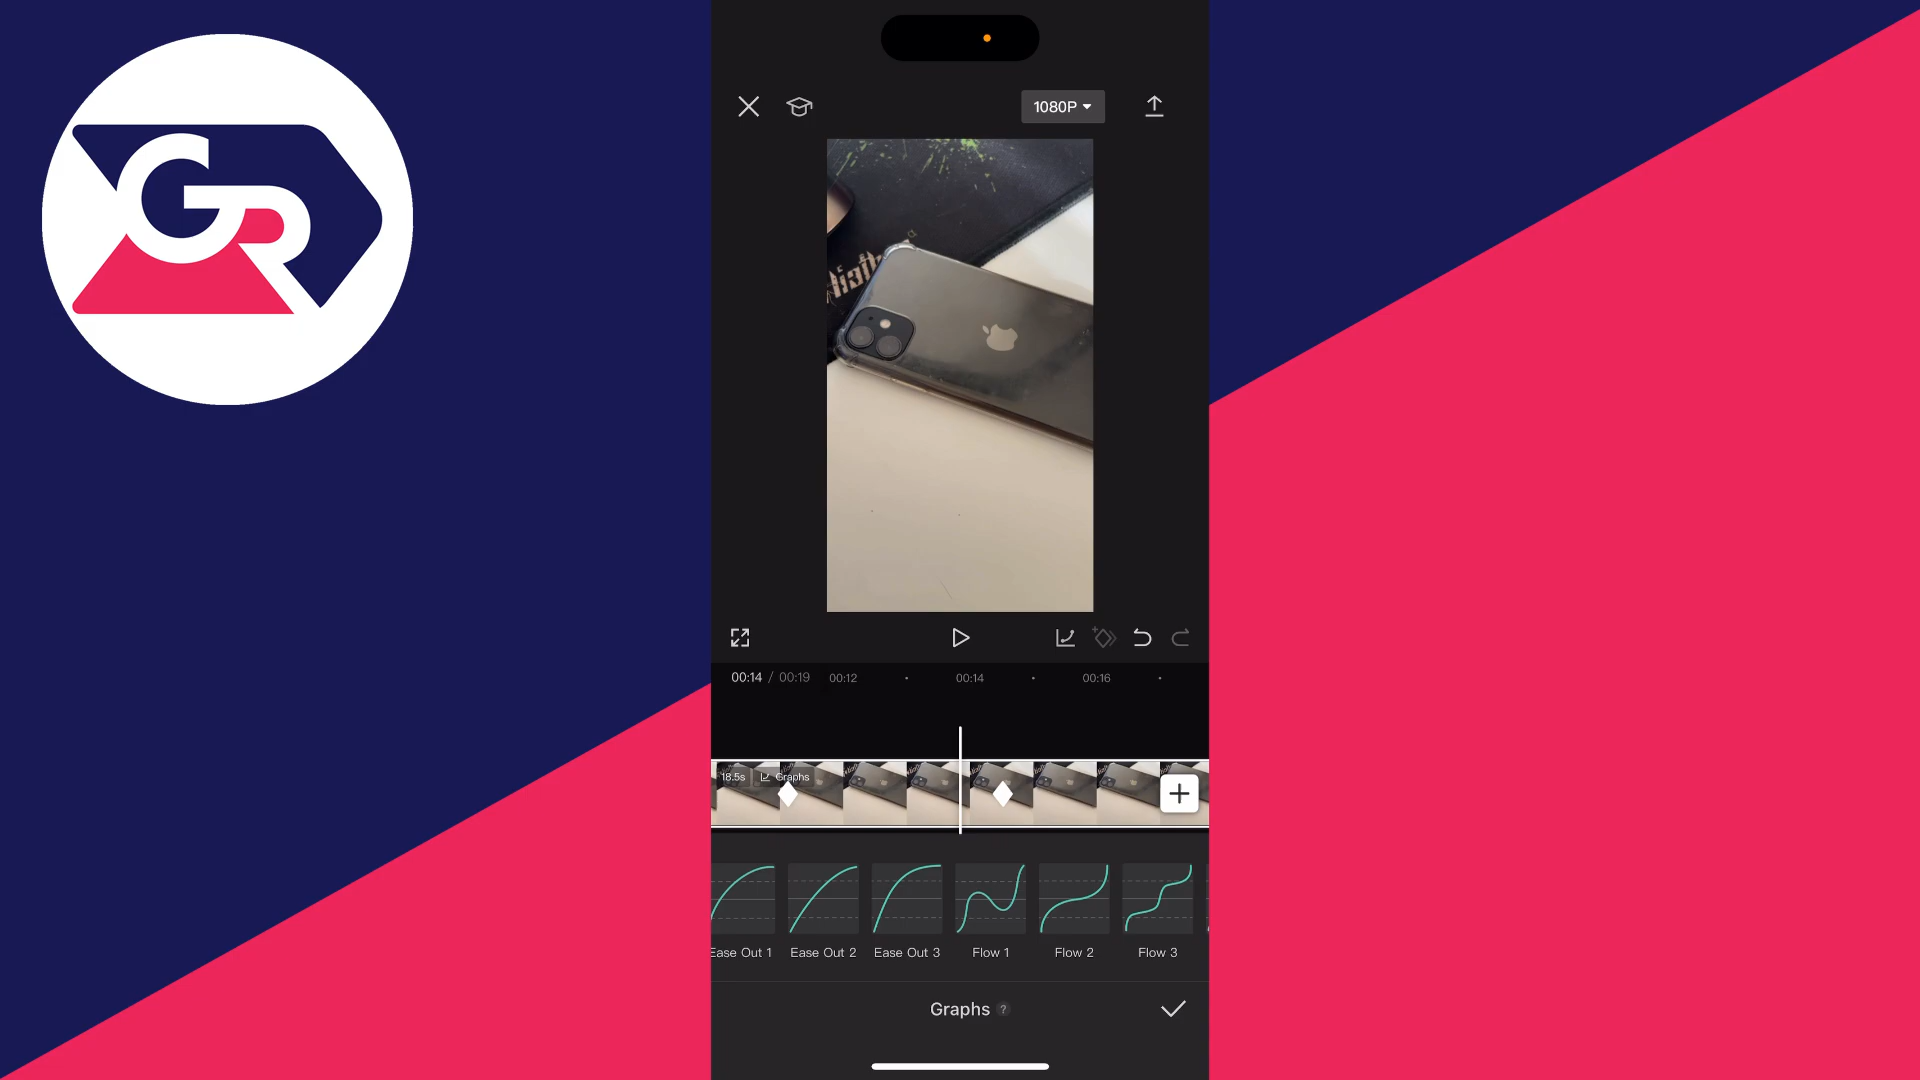 GR
1080P
00:14 / 00:19
00:12
00:14
00:16
18.5s
Graphs
Ease Out 1
Ease Out 2
Ease Out 3
Flow 1
Flow 2
Flow 3
Graphs ?